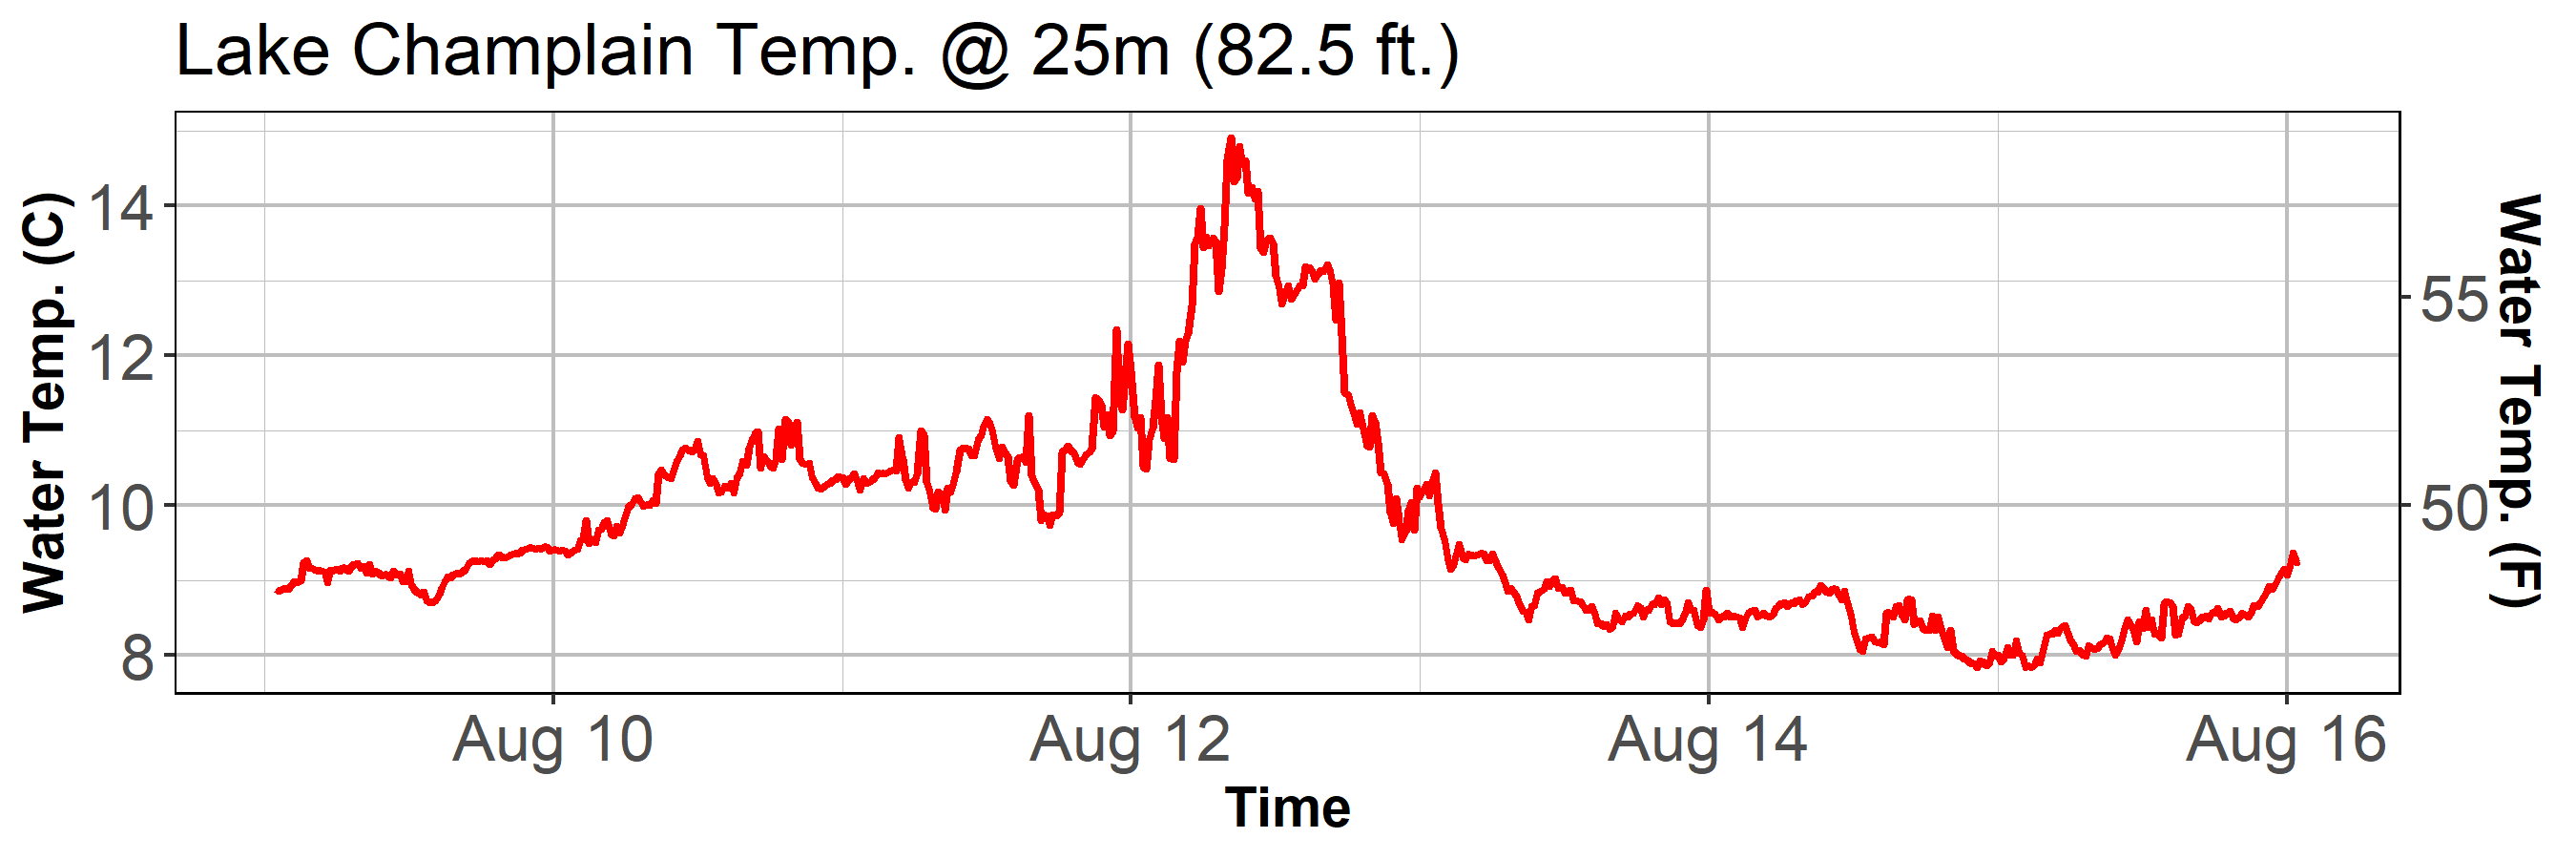 Lake Champlain Temp. @ 25m (82.5 ft.)
Water Temp. (C)
14
12
10
8
55
50
Water Temp. (F)
Aug 10 Aug 12 Aug 14 Aug 16
Time